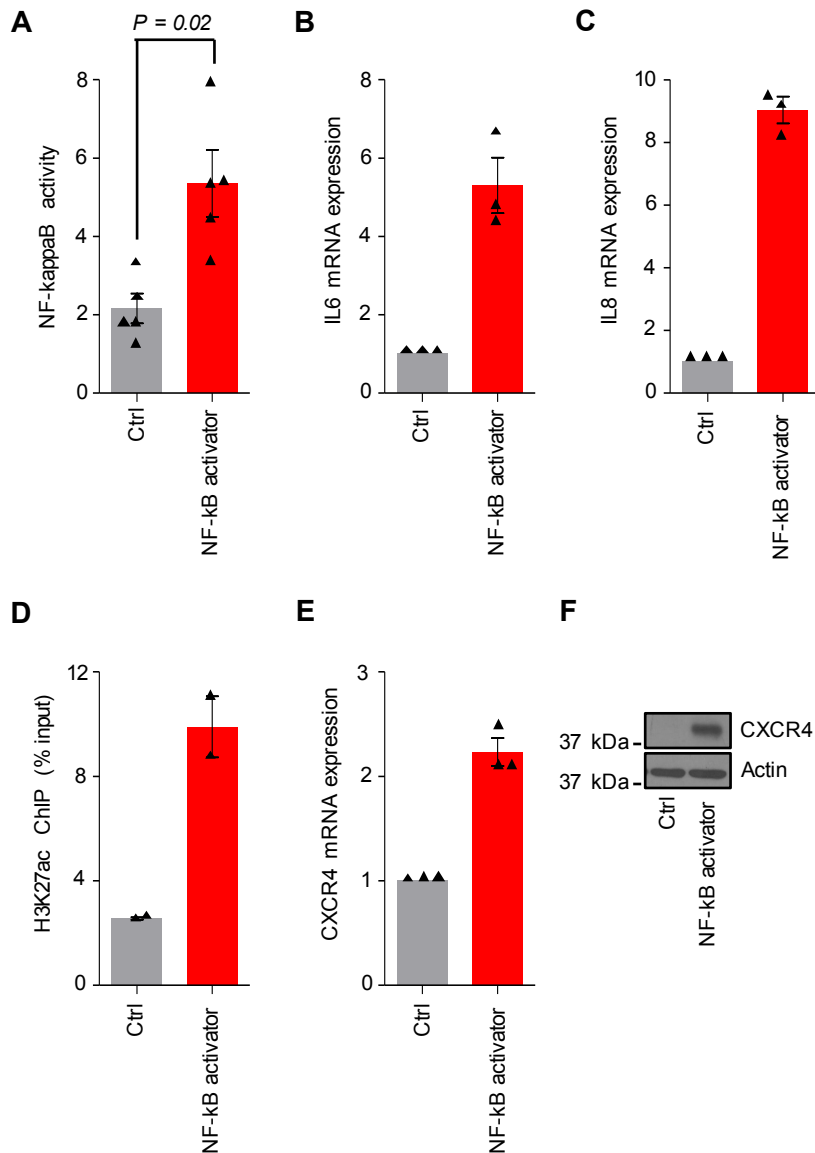 A
P = 0.02
NF-kappaB activity
8
6
4
2
0
Ctrl
NF-kB activator
B
IL6 mRNA expression
8
6
4
2
0
Ctrl
NF-kB activator
C
IL8 mRNA expression
10
8
6
4
2
0
Ctrl
NF-kB activator
D
H3K27ac ChIP (% input)
12
8
4
0
Ctrl
NF-kB activator
E
CXCR4 mRNA expression
3
2
1
0
Ctrl
NF-kB activator
F
37 kDa
CXCR4
37 kDa
Actin
Ctrl
NF-kB activator